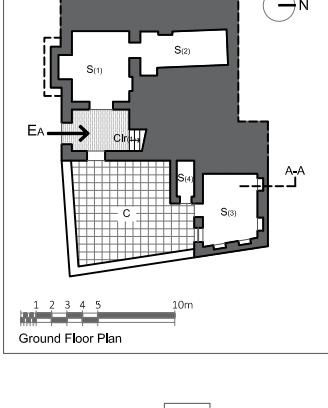 N
S(1)
S(2)
EA
Clr
S(4)
A-A
C
S(3)
1 2 3 4 5 10m
Ground Floor Plan